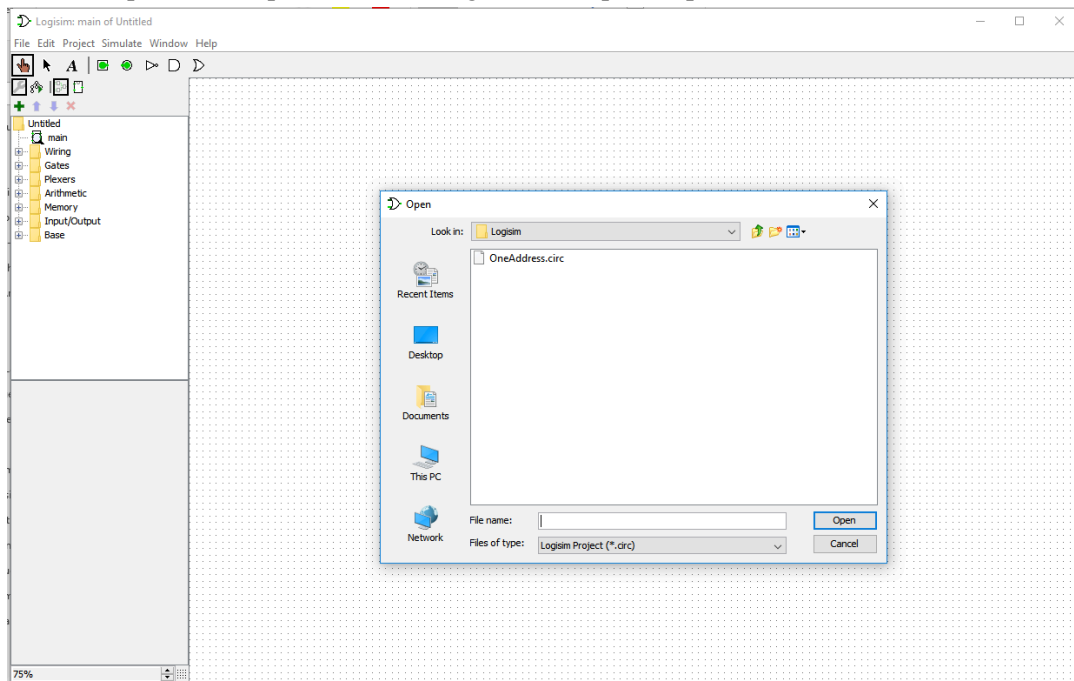 Logisim: main of Untitled
File Edit Project Simulate Window Help
A
Untitled
main
Wiring
Gates
Plexers
Arithmetic
Memory
Input/Output
Base
Open
Look in: Logisim
OneAddress.circ
Recent Items
Desktop
Documents
This PC
Network
File name: Open
Files of type: Logisim Project (*.circ) Cancel
75%